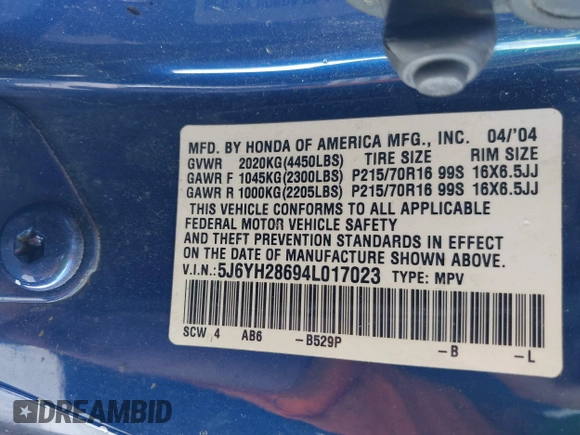 MFD. BY HONDA OF AMERICA MFG., INC. 04/'04
GVWR 2020KG(4450LBS) TIRE SIZE RIM SIZE
GAWR F 1045KG(2300LBS) P215/70R16 99S 16X6.5JJ
GAWR R 1000KG(2205LBS) P215/70R16 99S 16X6.5JJ
THIS VEHICLE CONFORMS TO ALL APPLICABLE
FEDERAL MOTOR VEHICLE SAFETY
AND THEFT PREVENTION STANDARDS IN EFFECT
ON THE DATE OF MANUFACTURE SHOWN ABOVE.
V.I.N.:5J6YH28694L017023 TYPE: MPV
SCW 4 AB6 -B529P -B -L
DREAMBID